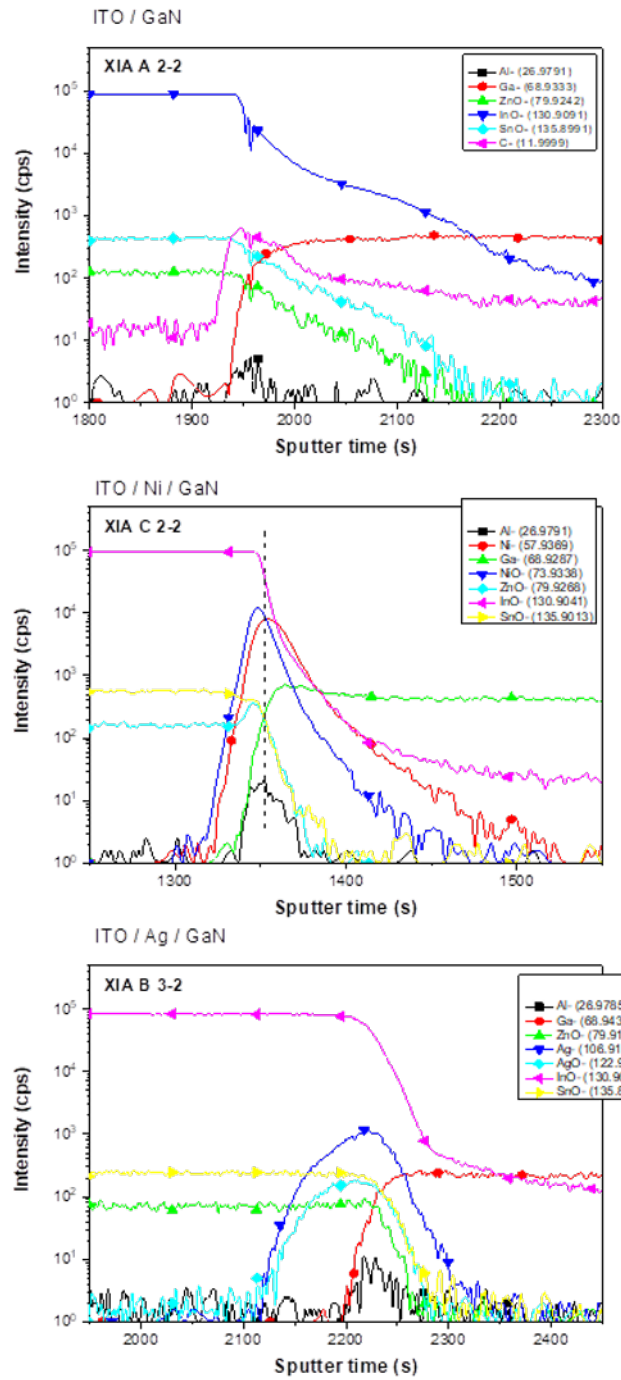 ITO / GaN
XIA A 2-2
Al- (26.9791)
Ga- (68.9333)
ZnO- (79.9242)
InO- (130.9091)
SnO- (135.8991)
C- (11.9999)
Intensity (cps)
10^5
10^4
10^3
10^2
10^1
10^0
1800 1900 2000 2100 2200 2300
Sputter time (s)
ITO / Ni / GaN
XIA C 2-2
Al- (26.9791)
Ni- (57.9369)
Ga- (68.9287)
NiO- (73.9338)
ZnO- (79.9268)
InO- (130.9041)
SnO- (135.9013)
Intensity (cps)
10^5
10^4
10^3
10^2
10^1
10^0
1300 1400 1500
Sputter time (s)
ITO / Ag / GaN
XIA B 3-2
Al- (26.9785
Ga- (68.943
ZnO- (79.91
Ag- (106.91
AgO- (122.9
InO- (130.90
SnO- (135.8
Intensity (cps)
10^5
10^4
10^3
10^2
10^1
10^0
2000 2100 2200 2300 2400
Sputter time (s)